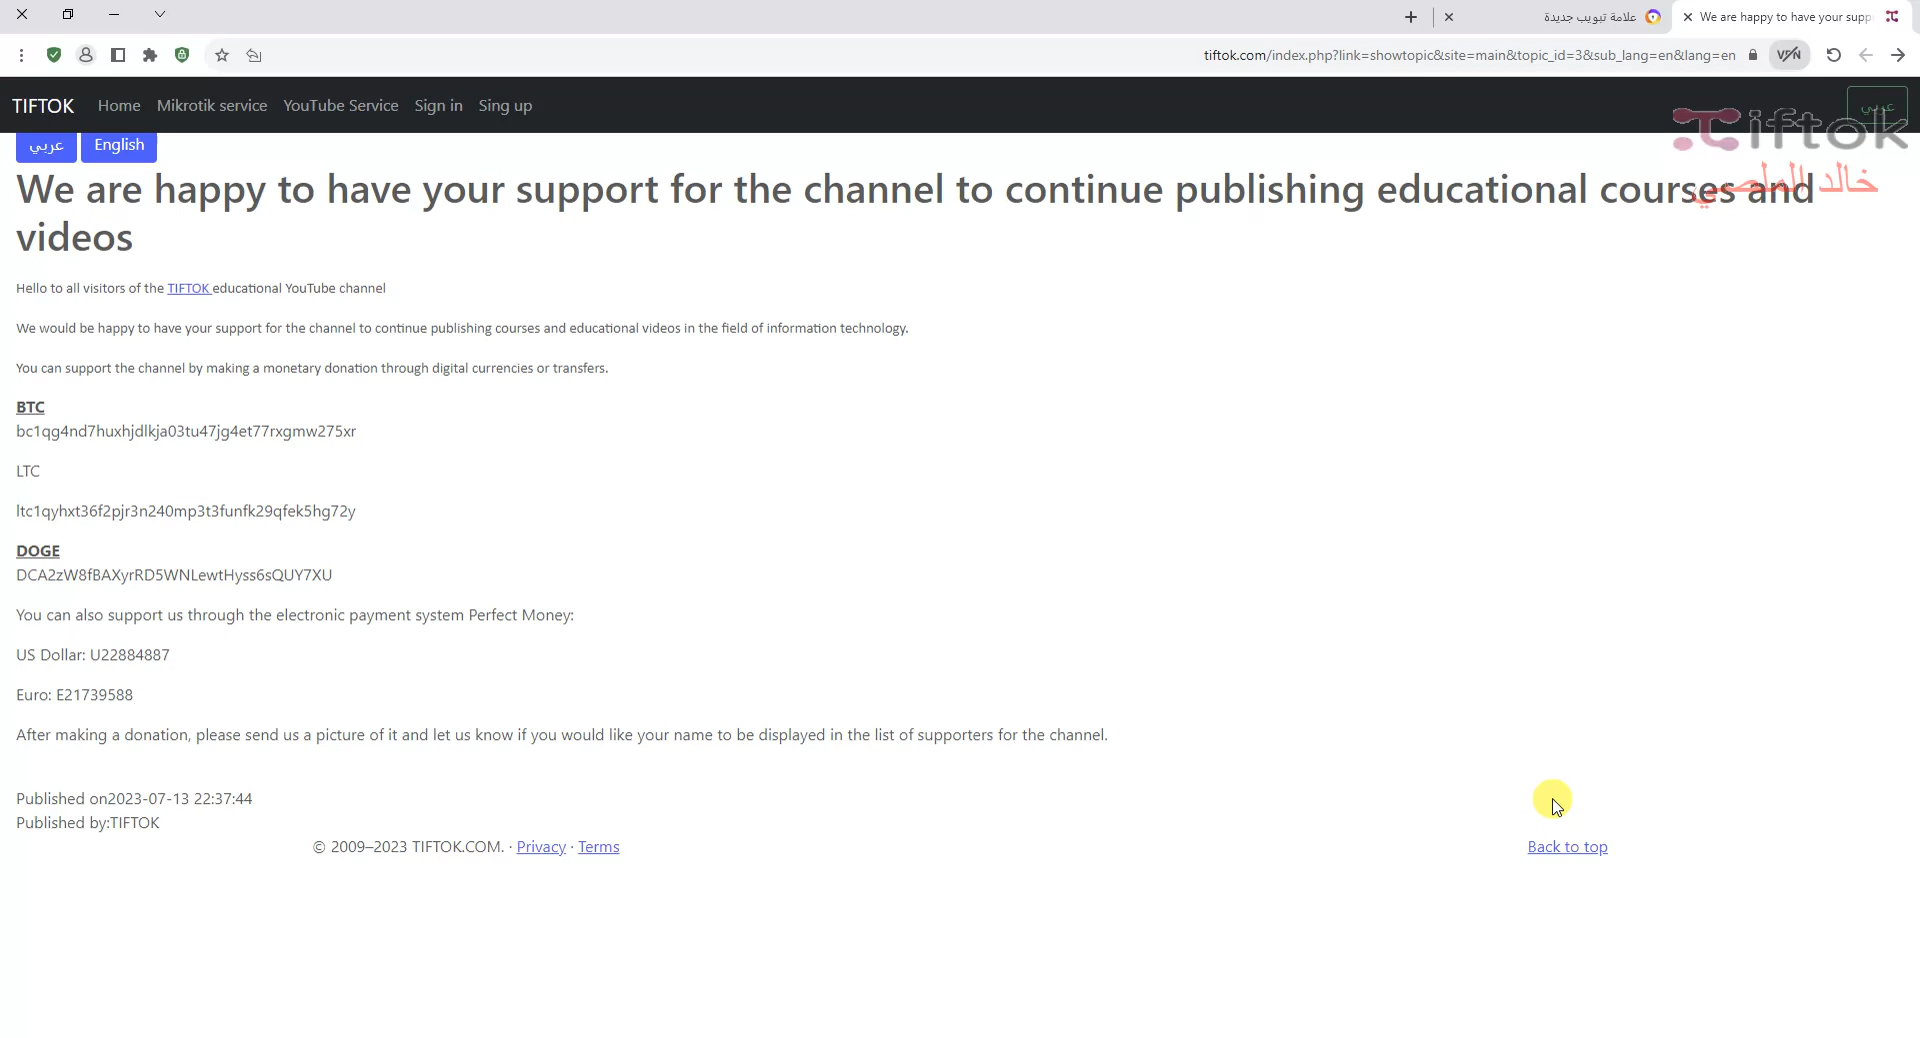 علامة تبويب جديدة
We are happy to have your supp
tiftok.com/index.php?link=showtopic&site=main&topic_id=3&sub_lang=en&lang=en
VPN
TIFTOK Home Mikrotik service YouTube Service Sign in Sing up
عربي
Tiftok
خالد الملصي
عربي English
We are happy to have your support for the channel to continue publishing educational courses and
videos
Hello to all visitors of the TIFTOK educational YouTube channel
We would be happy to have your support for the channel to continue publishing courses and educational videos in the field of information technology.
You can support the channel by making a monetary donation through digital currencies or transfers.
BTC
bc1qg4nd7huxhjdlkja03tu47jg4et77rxgmw275xr
LTC
ltc1qyhxt36f2pjr3n240mp3t3funfk29qfek5hg72y
DOGE
DCA2zW8fBAXyrRD5WNLewtHyss6sQUY7XU
You can also support us through the electronic payment system Perfect Money:
US Dollar: U22884887
Euro: E21739588
After making a donation, please send us a picture of it and let us know if you would like your name to be displayed in the list of supporters for the channel.
Published on2023-07-13 22:37:44
Published by:TIFTOK
© 2009–2023 TIFTOK.COM. · Privacy · Terms
Back to top